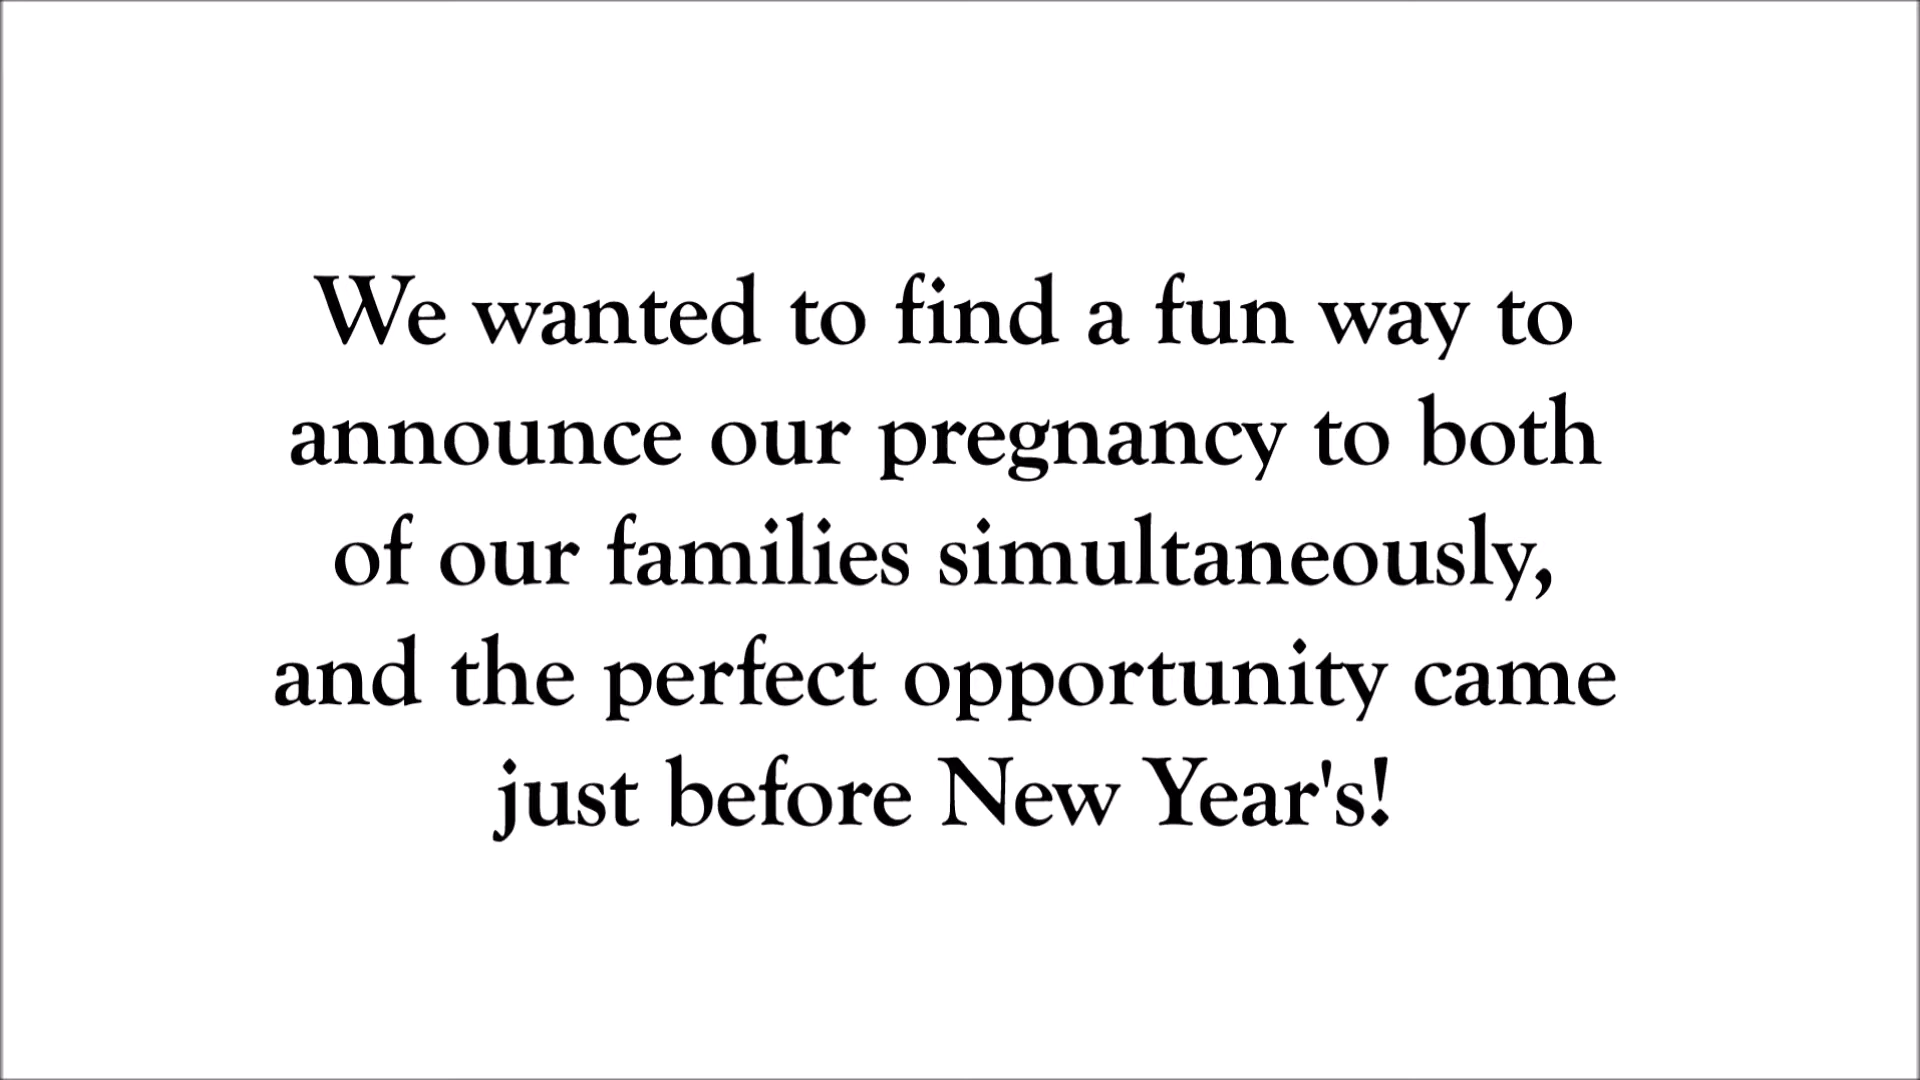 We wanted to find a fun way to
announce our pregnancy to both
of our families simultaneously,
and the perfect opportunity came
just before New Year's!